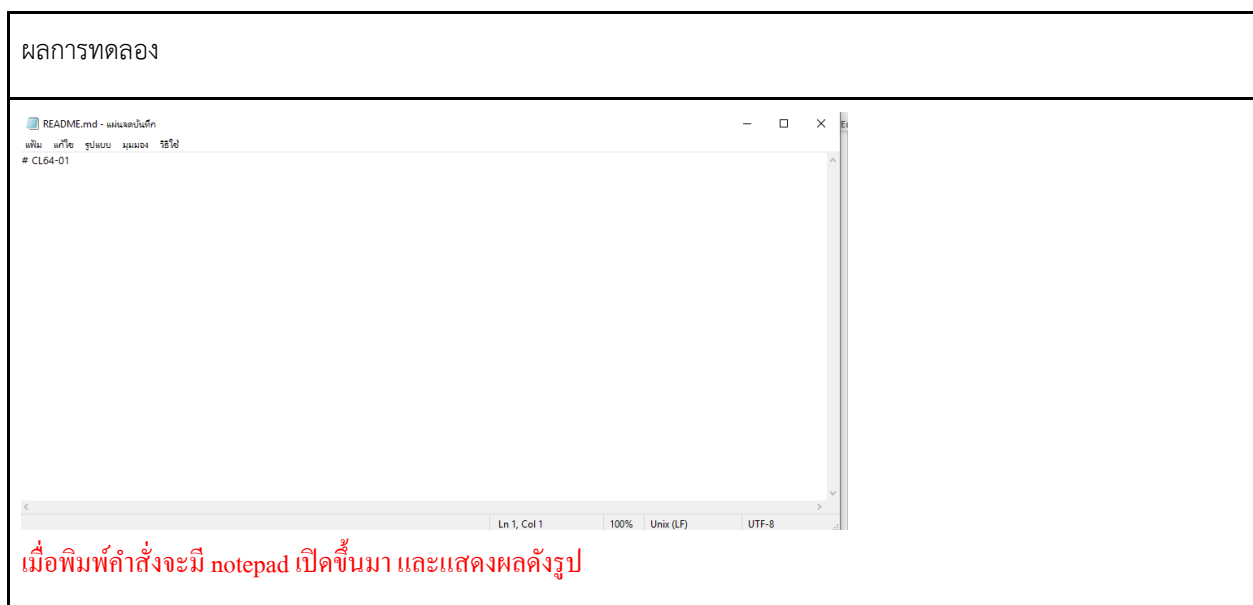 ผลการทดลอง
README.md - แผ่นจดบันทึก
แฟ้ม แก้ไข รูปแบบ มุมมอง วิธีใช้
# CL64-01
Ln 1, Col 1 100% Unix (LF) UTF-8
เมื่อพิมพ์คำสั่งจะมี notepad เปิดขึ้นมา และแสดงผลดังรูป